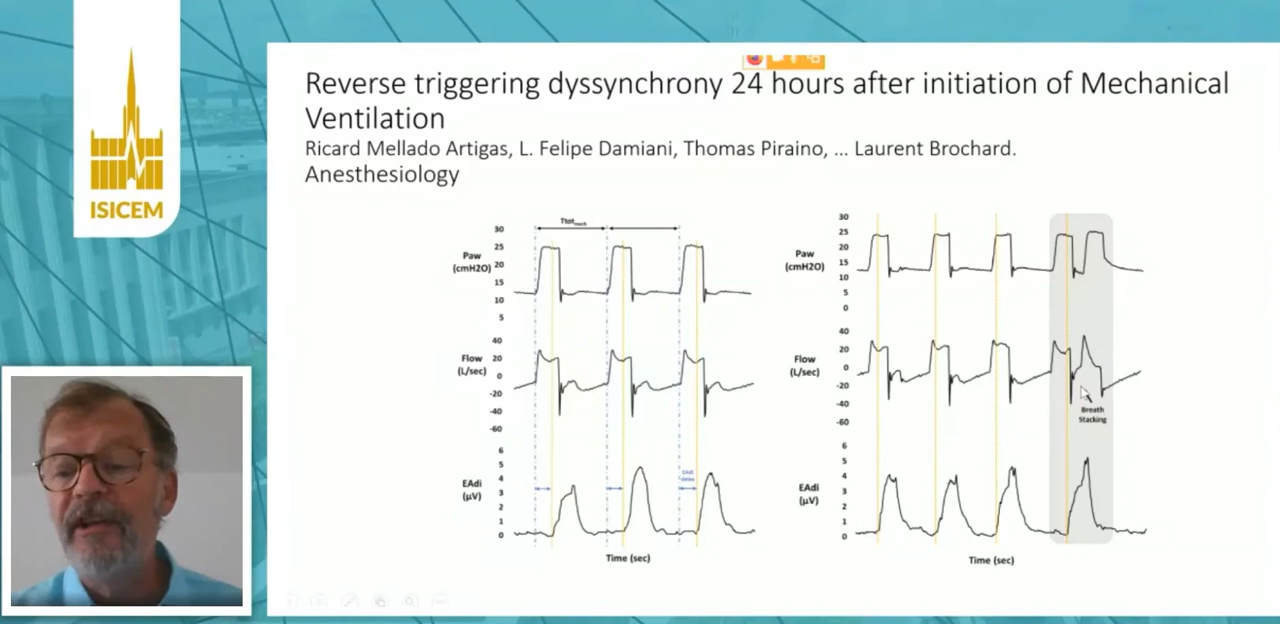 ISICEM
Reverse triggering dyssynchrony 24 hours after initiation of Mechanical
Ventilation
Ricard Mellado Artigas, L. Felipe Damiani, Thomas Piraino, ... Laurent Brochard.
Anesthesiology
Paw
(cmH2O)
30
25
20
15
10
5
Flow
(L/sec)
40
20
0
-20
-40
-60
EAdi
(µV)
6
5
4
3
2
1
0
Time (sec)
Paw
(cmH2O)
30
25
20
15
10
5
0
Flow
(L/sec)
40
20
0
-20
-40
-60
Breath
Stacking
EAdi
(µV)
6
5
4
3
2
1
0
Time (sec)